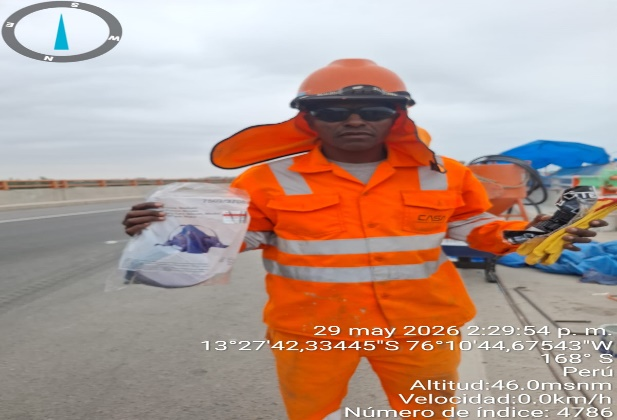 S
W
E
N
CASA
29 may 2026 2:29:54 p. m.
13°27'42,33445"S 76°10'44,67543"W
168° S
Perú
Altitud:46.0msnm
Velocidad:0.0km/h
Número de índice: 4786